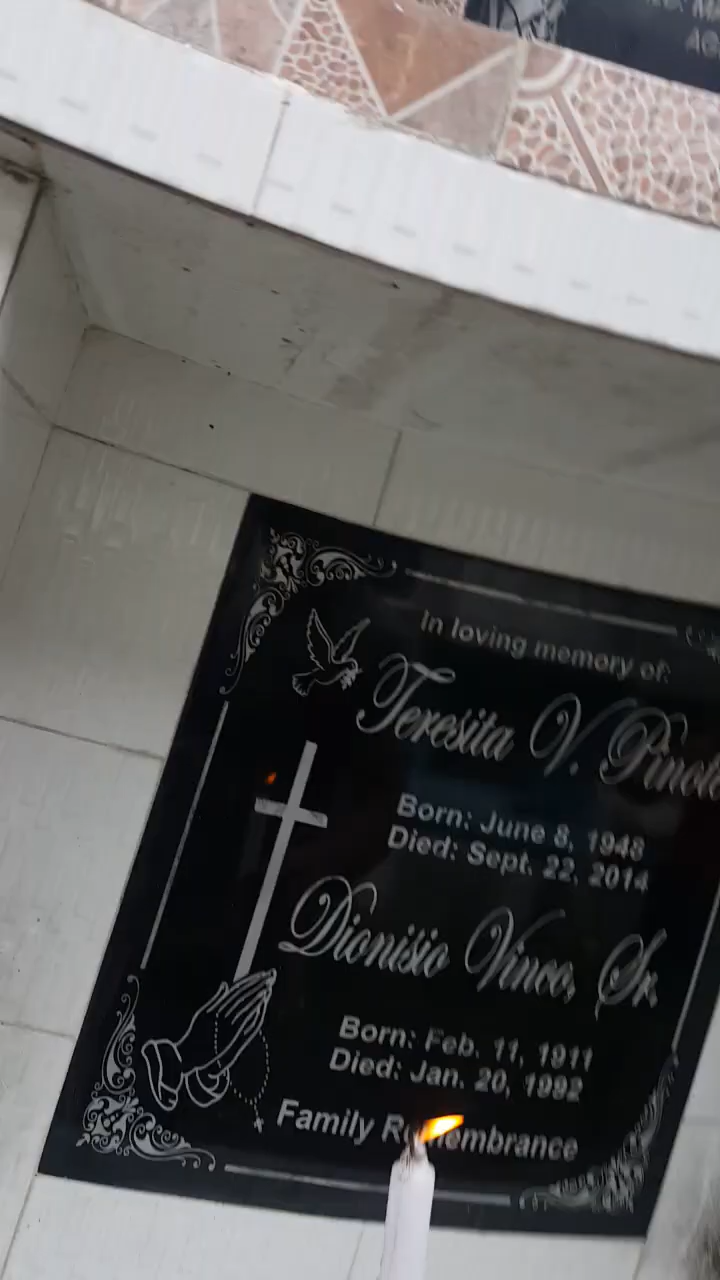 In loving memory of:
Teresita V.
Born: June 8, 1948
Died: Sept. 22, 2014
Dionisio Vinco, Sr.
Born: Feb. 11, 1911
Died: Jan. 20, 1992
Family Remembrance